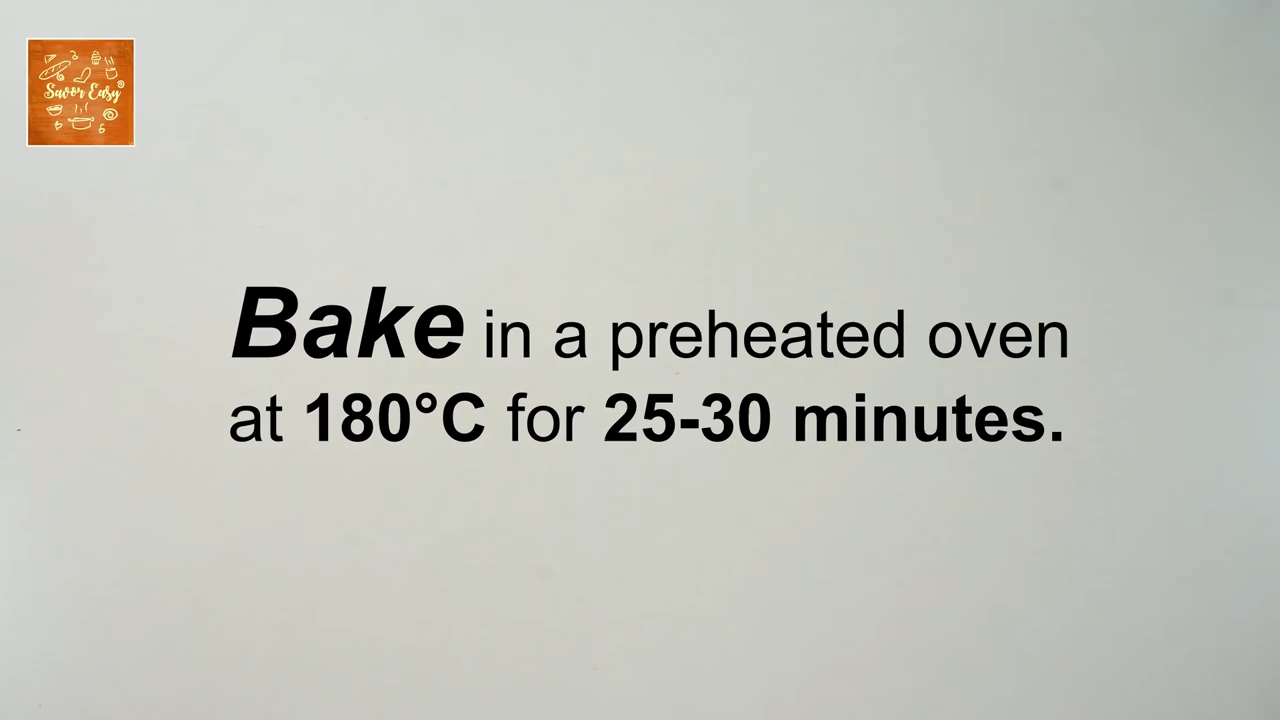 Savor Easy
Bake in a preheated oven
at 180°C for 25-30 minutes.